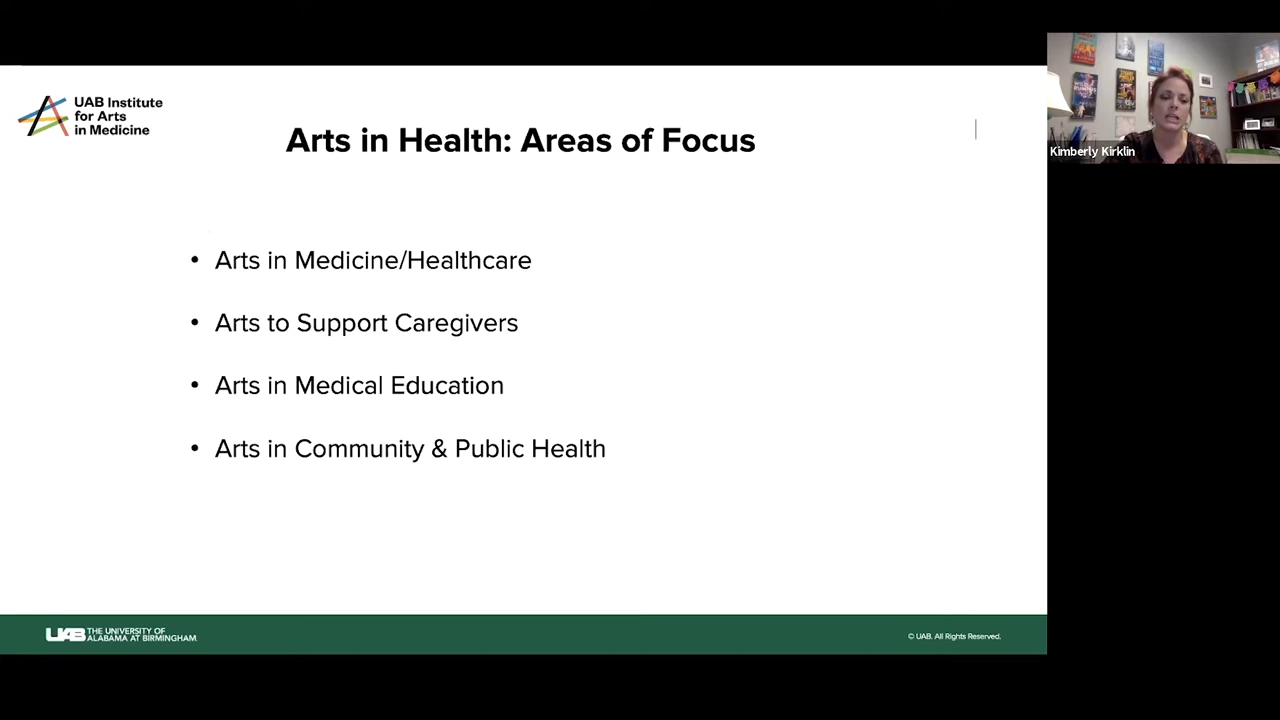 UAB Institute
for Arts
in Medicine
Arts in Health: Areas of Focus
• Arts in Medicine/Healthcare
• Arts to Support Caregivers
• Arts in Medical Education
• Arts in Community & Public Health
UAB THE UNIVERSITY OF
ALABAMA AT BIRMINGHAM
© UAB. All Rights Reserved.
Kimberly Kirklin